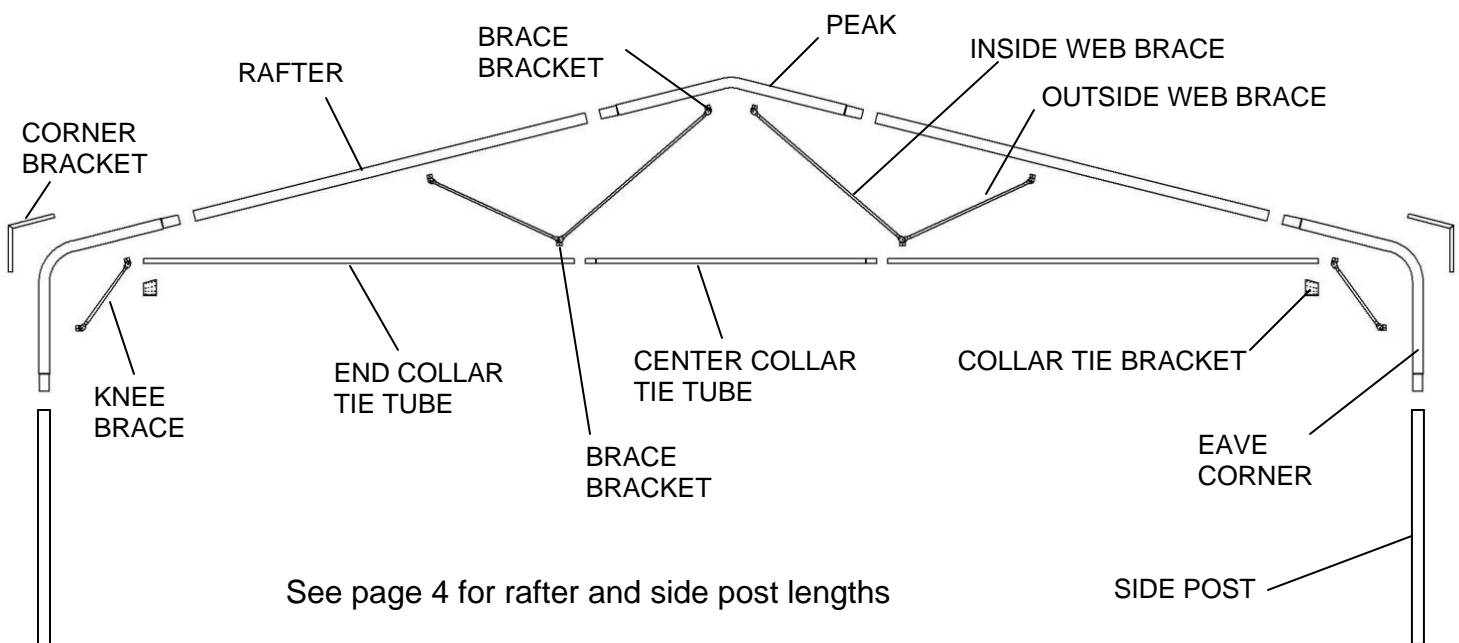 PEAK
BRACE
BRACKET
INSIDE WEB BRACE
RAFTER
OUTSIDE WEB BRACE
CORNER
BRACKET
END COLLAR
TIE TUBE
CENTER COLLAR
TIE TUBE
COLLAR TIE BRACKET
KNEE
BRACE
BRACE
BRACKET
EAVE
CORNER
See page 4 for rafter and side post lengths
SIDE POST